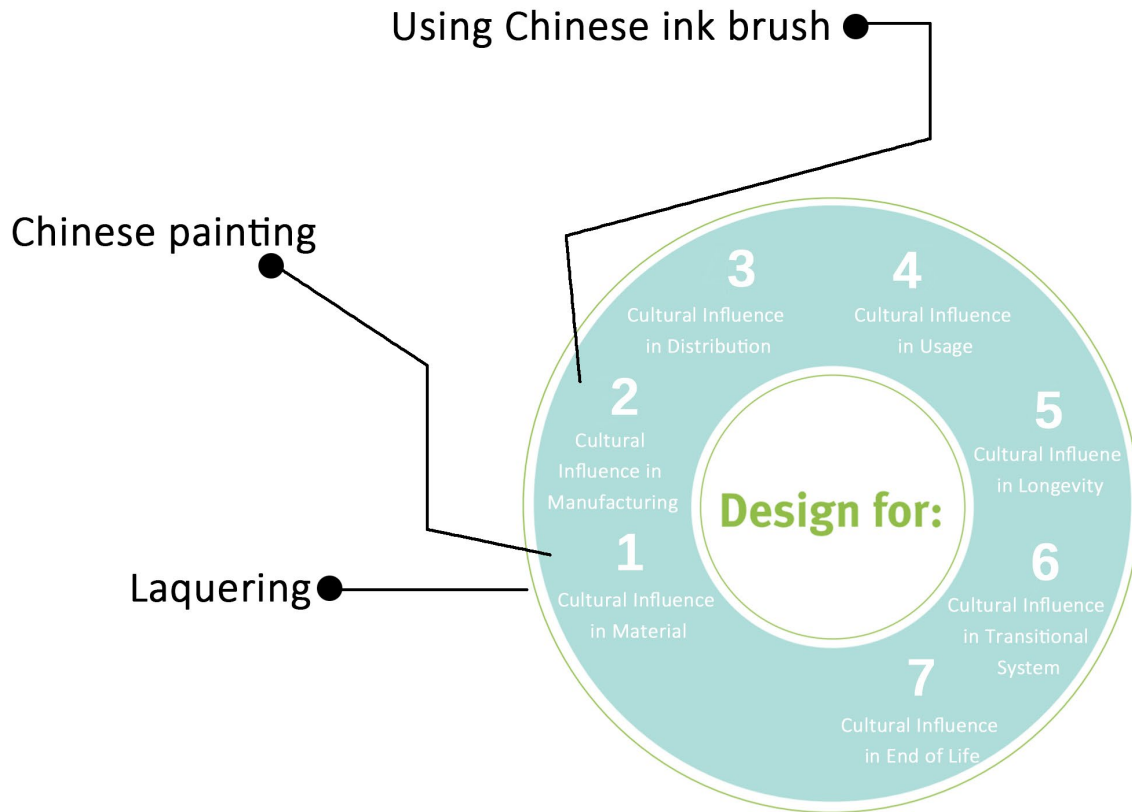 Using Chinese ink brush
Chinese painting
Laquering
1
Cultural Influence
in Material
2
Cultural
Influence in
Manufacturing
3
Cultural Influence
in Distribution
4
Cultural Influence
in Usage
5
Cultural Influene
in Longevity
6
Cultural Influence
in Transitional
System
7
Cultural Influence
in End of Life
Design for: